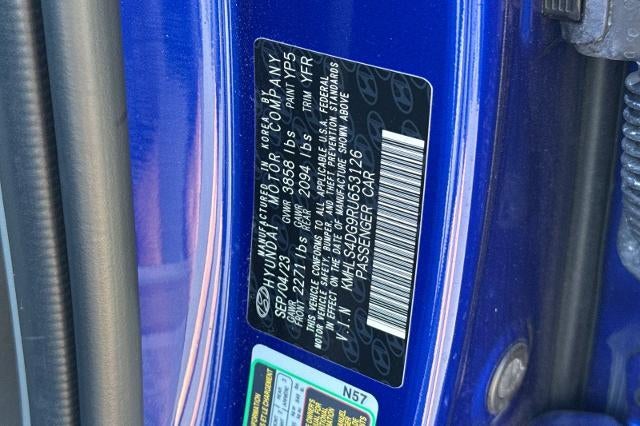 MANUFACTURED IN KOREA BY
HYUNDAI MOTOR COMPANY
SEP 04/23 GVWR 3858 lbs PAINT YP5
GAWR FRONT 2271 lbs GAWR REAR 2094 lbs TRIM YFR
THIS VEHICLE CONFORMS TO ALL APPLICABLE U.S.A. FEDERAL
MOTOR VEHICLE SAFETY, BUMPER, AND THEFT PREVENTION STANDARDS
IN EFFECT ON THE DATE OF MANUFACTURE SHOWN ABOVE
V.I.N KMHLS4DG9RU653126
PASSENGER CAR
N57